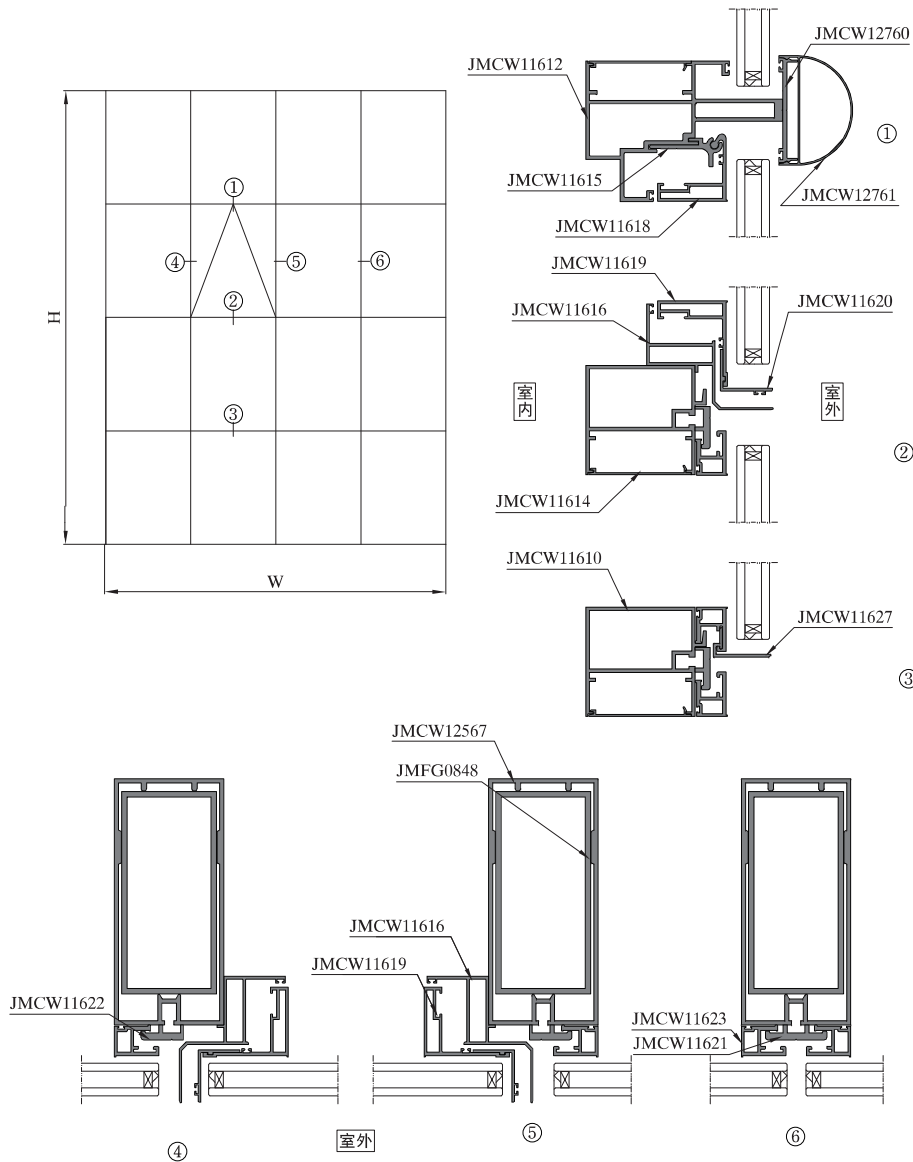 H
W
①
②
③
④
⑤
⑥
JMCW11612
JMCW12760
JMCW11615
JMCW12761
JMCW11618
①
JMCW11619
JMCW11616
JMCW11620
室内
室外
②
JMCW11614
JMCW11610
JMCW11627
③
JMCW12567
JMFG0848
JMCW11616
JMCW11619
JMCW11622
JMCW11623
JMCW11621
④
室外
⑤
⑥